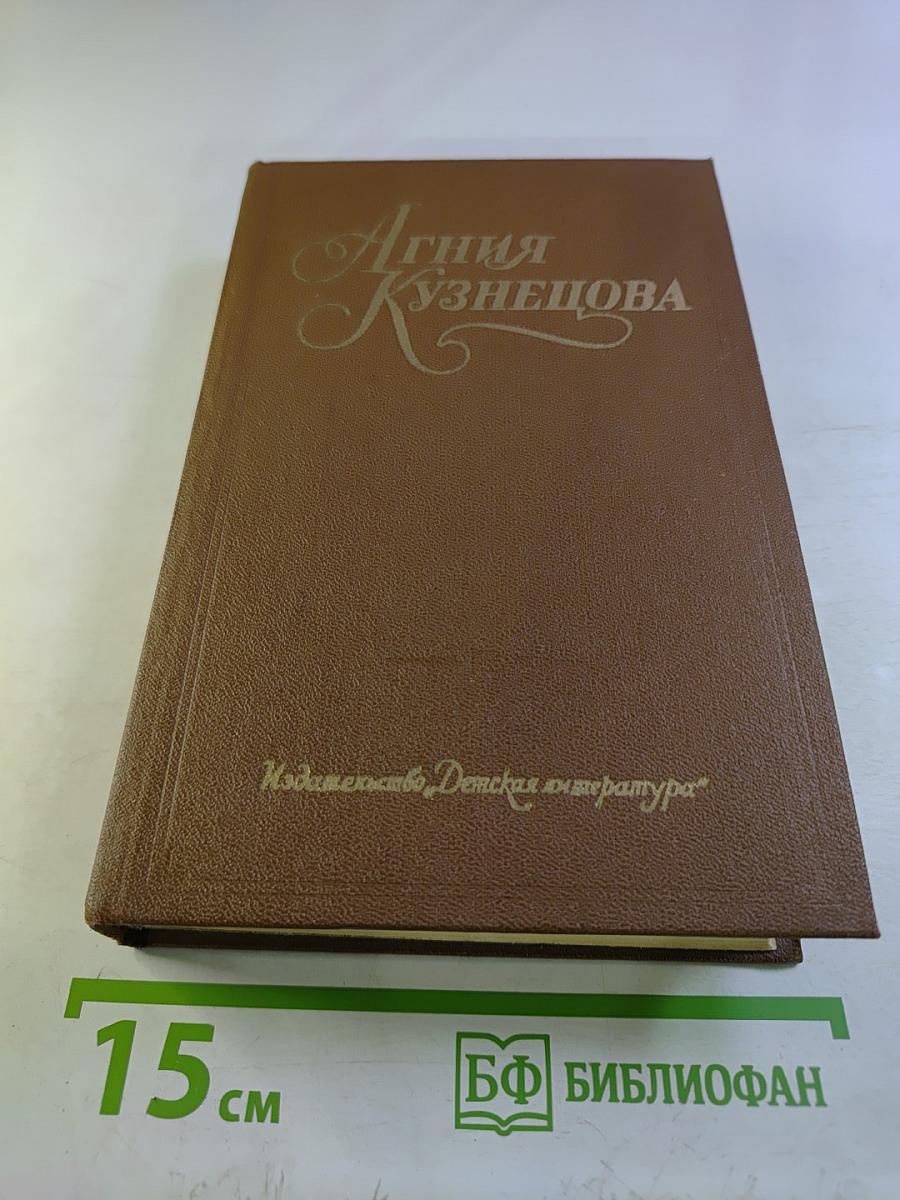 Агния
Кузнецова
Издательство „Детская литература“
15 см
БФ БИБЛИОФАН